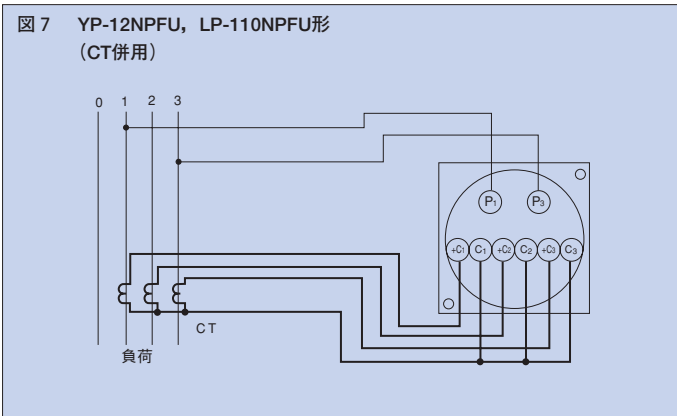 図 7 YP-12NPFU，LP-110NPFU形
（CT併用）
0 1 2 3
P1 P3
+C1 C1 +C2 C2 +C3 C3
CT
負荷